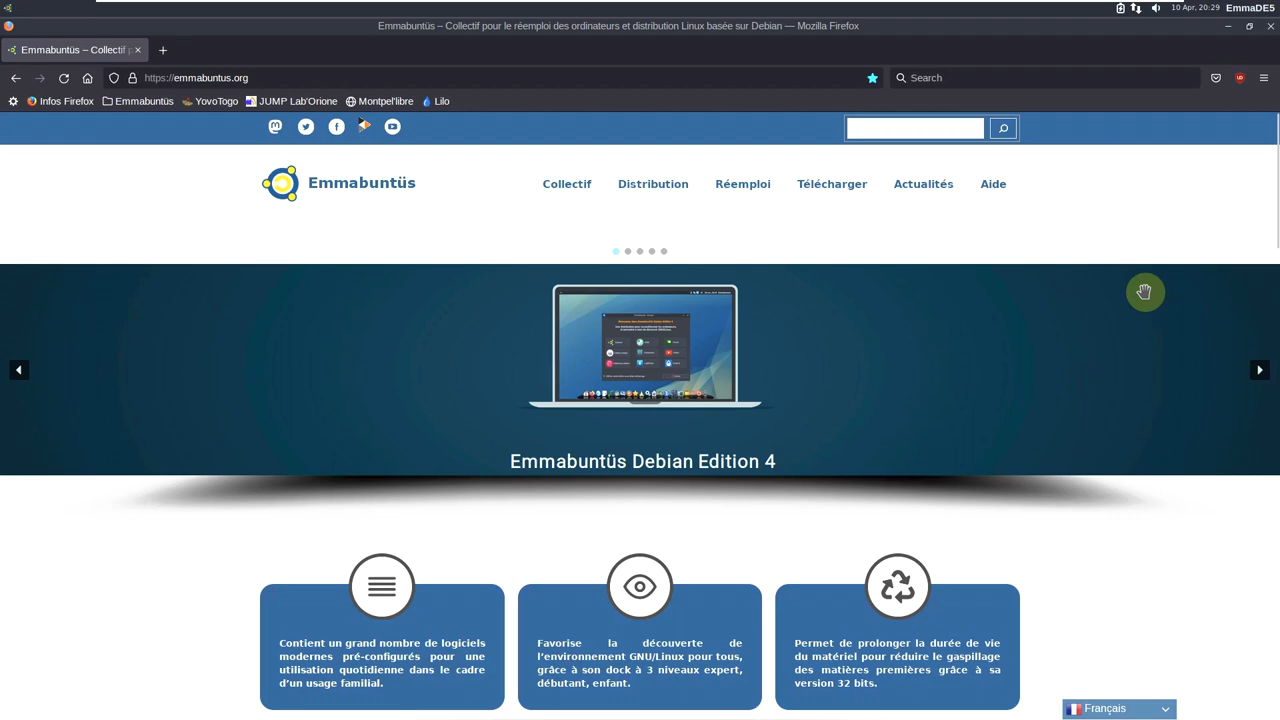 10 Apr, 20:29 EmmaDE5
Emmabuntüs – Collectif pour le réemploi des ordinateurs et distribution Linux basée sur Debian — Mozilla Firefox
Emmabuntüs – Collectif p
https://emmabuntus.org
Search
Infos Firefox Emmabuntüs YovoTogo JUMP Lab'Orione Montpel'libre Lilo
Emmabuntüs
Collectif Distribution Réemploi Télécharger Actualités Aide
Emmabuntüs Debian Edition 4
Contient un grand nombre de logiciels
modernes pré-configurés pour une
utilisation quotidienne dans le cadre
d'un usage familial.
Favorise la découverte de
l'environnement GNU/Linux pour tous,
grâce à son dock à 3 niveaux expert,
débutant, enfant.
Permet de prolonger la durée de vie
du matériel pour réduire le gaspillage
des matières premières grâce à sa
version 32 bits.
Français